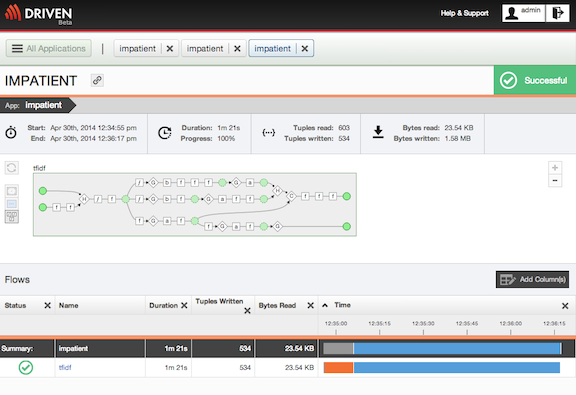 DRIVEN
Beta
Help & Support
admin
All Applications
impatient
impatient
impatient
IMPATIENT
Successful
App: impatient
Start: Apr 30th, 2014 12:34:55 pm
End: Apr 30th, 2014 12:36:17 pm
Duration: 1m 21s
Progress: 100%
Tuples read: 603
Tuples written: 534
Bytes read: 23.54 KB
Bytes written: 1.58 MB
tfidf
Flows
Add Column(s)
Status
Name
Duration
Tuples Written
Bytes Read
Time
12:35:00 12:35:15 12:35:30 12:35:45 12:36:00 12:36:15
Summary: impatient 1m 21s 534 23.54 KB
tfidf 1m 21s 534 23.54 KB